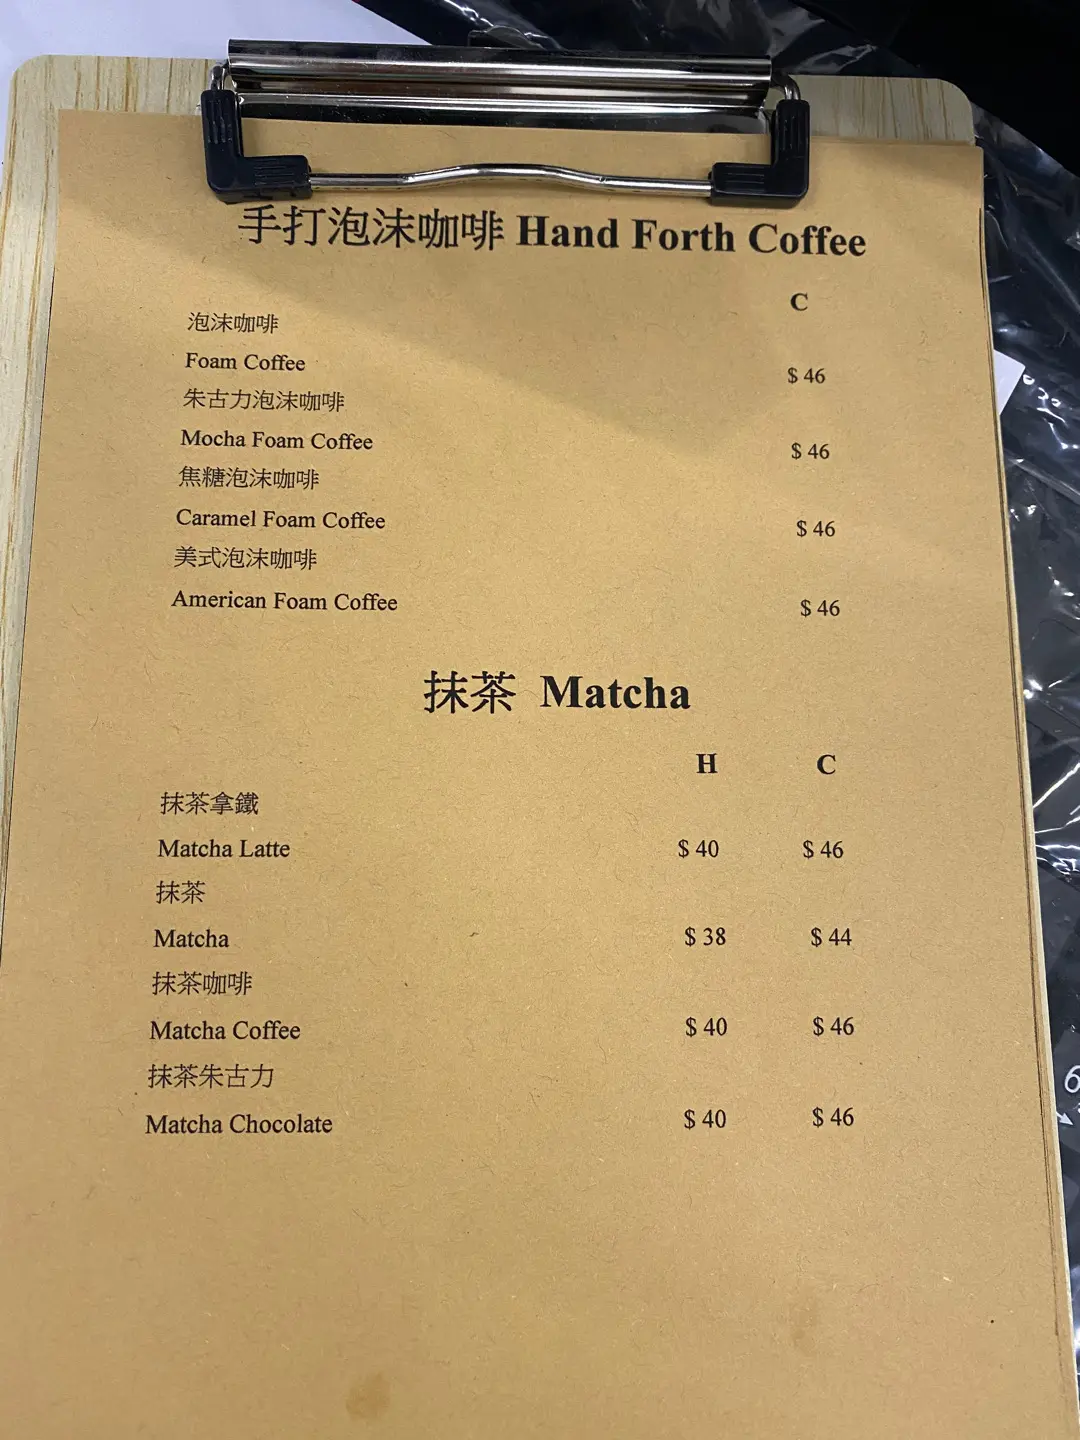 手打泡沫咖啡 Hand Forth Coffee
C
泡沫咖啡
Foam Coffee $ 46
朱古力泡沫咖啡
Mocha Foam Coffee $ 46
焦糖泡沫咖啡
Caramel Foam Coffee $ 46
美式泡沫咖啡
American Foam Coffee $ 46
抹茶 Matcha
H C
抹茶拿鐵
Matcha Latte $ 40 $ 46
抹茶
Matcha $ 38 $ 44
抹茶咖啡
Matcha Coffee $ 40 $ 46
抹茶朱古力
Matcha Chocolate $ 40 $ 46